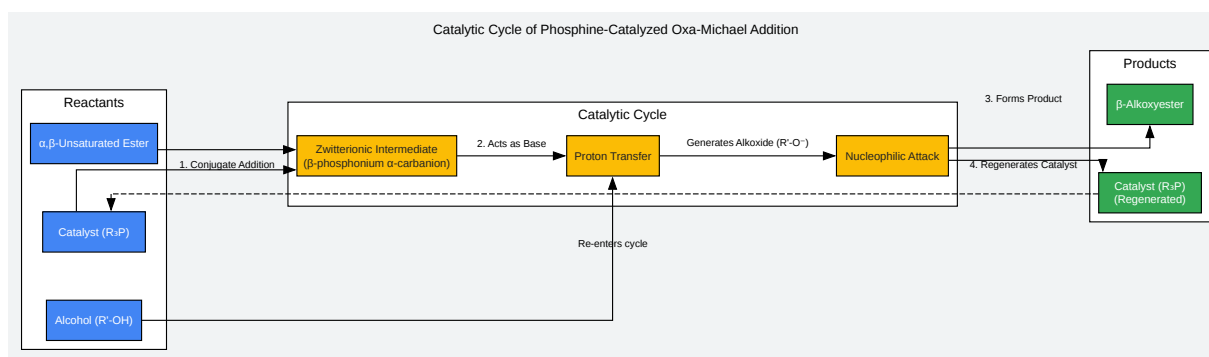 Catalytic Cycle of Phosphine-Catalyzed Oxa-Michael Addition
Reactants
α,β-Unsaturated Ester
Catalyst (R₃P)
Alcohol (R'-OH)
1. Conjugate Addition
Catalytic Cycle
Zwitterionic Intermediate
(β-phosphonium α-carbanion)
2. Acts as Base
Proton Transfer
Generates Alkoxide (R'-O⁻)
Nucleophilic Attack
Re-enters cycle
3. Forms Product
4. Regenerates Catalyst
Products
β-Alkoxyester
Catalyst (R₃P)
(Regenerated)